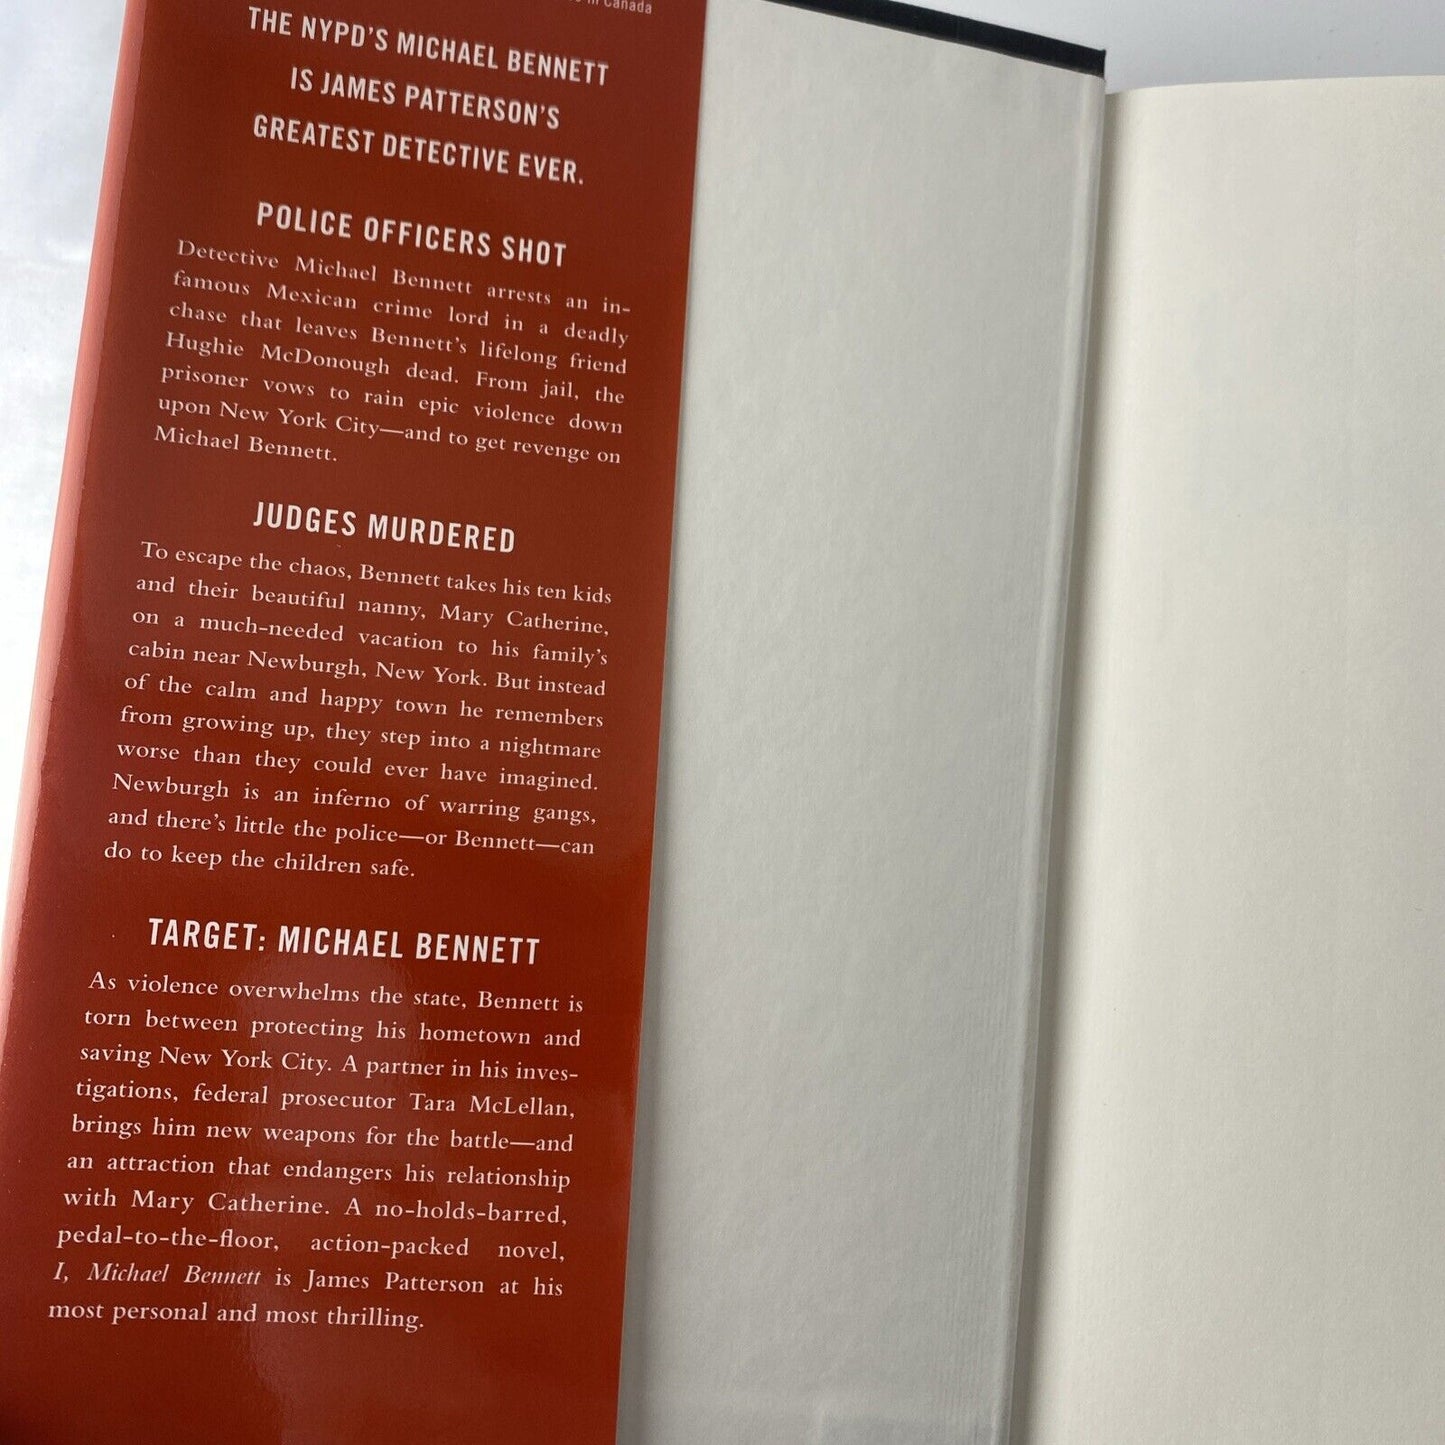 in Canada
THE NYPD'S MICHAEL BENNETT
IS JAMES PATTERSON'S
GREATEST DETECTIVE EVER.
POLICE OFFICERS SHOT
Detective Michael Bennett arrests an in-
famous Mexican crime lord in a deadly
chase that leaves Bennett's lifelong friend
Hughie McDonough dead. From jail, the
prisoner vows to rain epic violence down
upon New York City—and to get revenge on
Michael Bennett.
JUDGES MURDERED
To escape the chaos, Bennett takes his ten kids
and their beautiful nanny, Mary Catherine,
on a much-needed vacation to his family's
cabin near Newburgh, New York. But instead
of the calm and happy town he remembers
from growing up, they step into a nightmare
worse than they could ever have imagined.
Newburgh is an inferno of warring gangs,
and there's little the police—or Bennett—can
do to keep the children safe.
TARGET: MICHAEL BENNETT
As violence overwhelms the state, Bennett is
torn between protecting his hometown and
saving New York City. A partner in his inves-
tigations, federal prosecutor Tara McLellan,
brings him new weapons for the battle—and
an attraction that endangers his relationship
with Mary Catherine. A no-holds-barred,
pedal-to-the-floor, action-packed novel,
I, Michael Bennett is James Patterson at his
most personal and most thrilling.